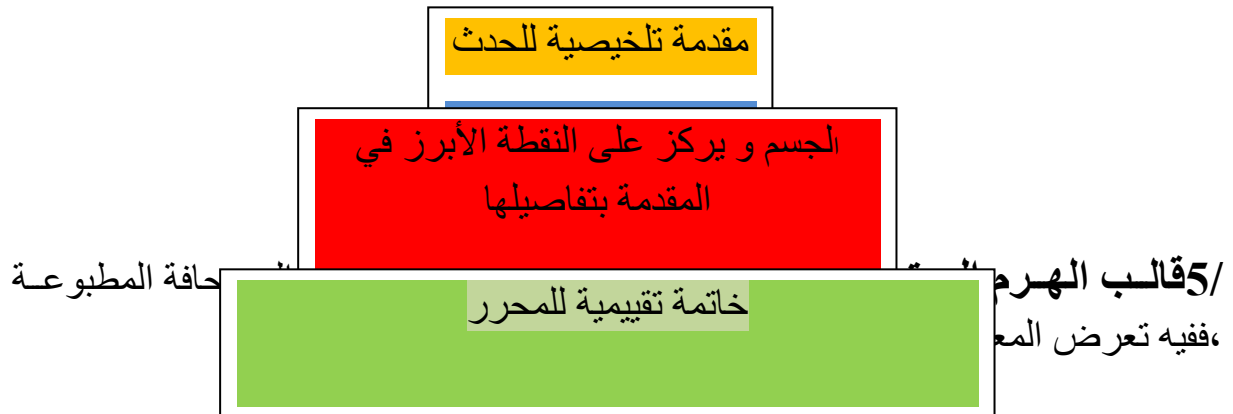 مقدمة تلخيصية للحدث
الجسم و يركز على النقطة الأبرز في
المقدمة بتفاصيلها
/5قالب الهرم
حافة المطبوعة
خاتمة تقييمية للمحرر
،ففيه تعرض